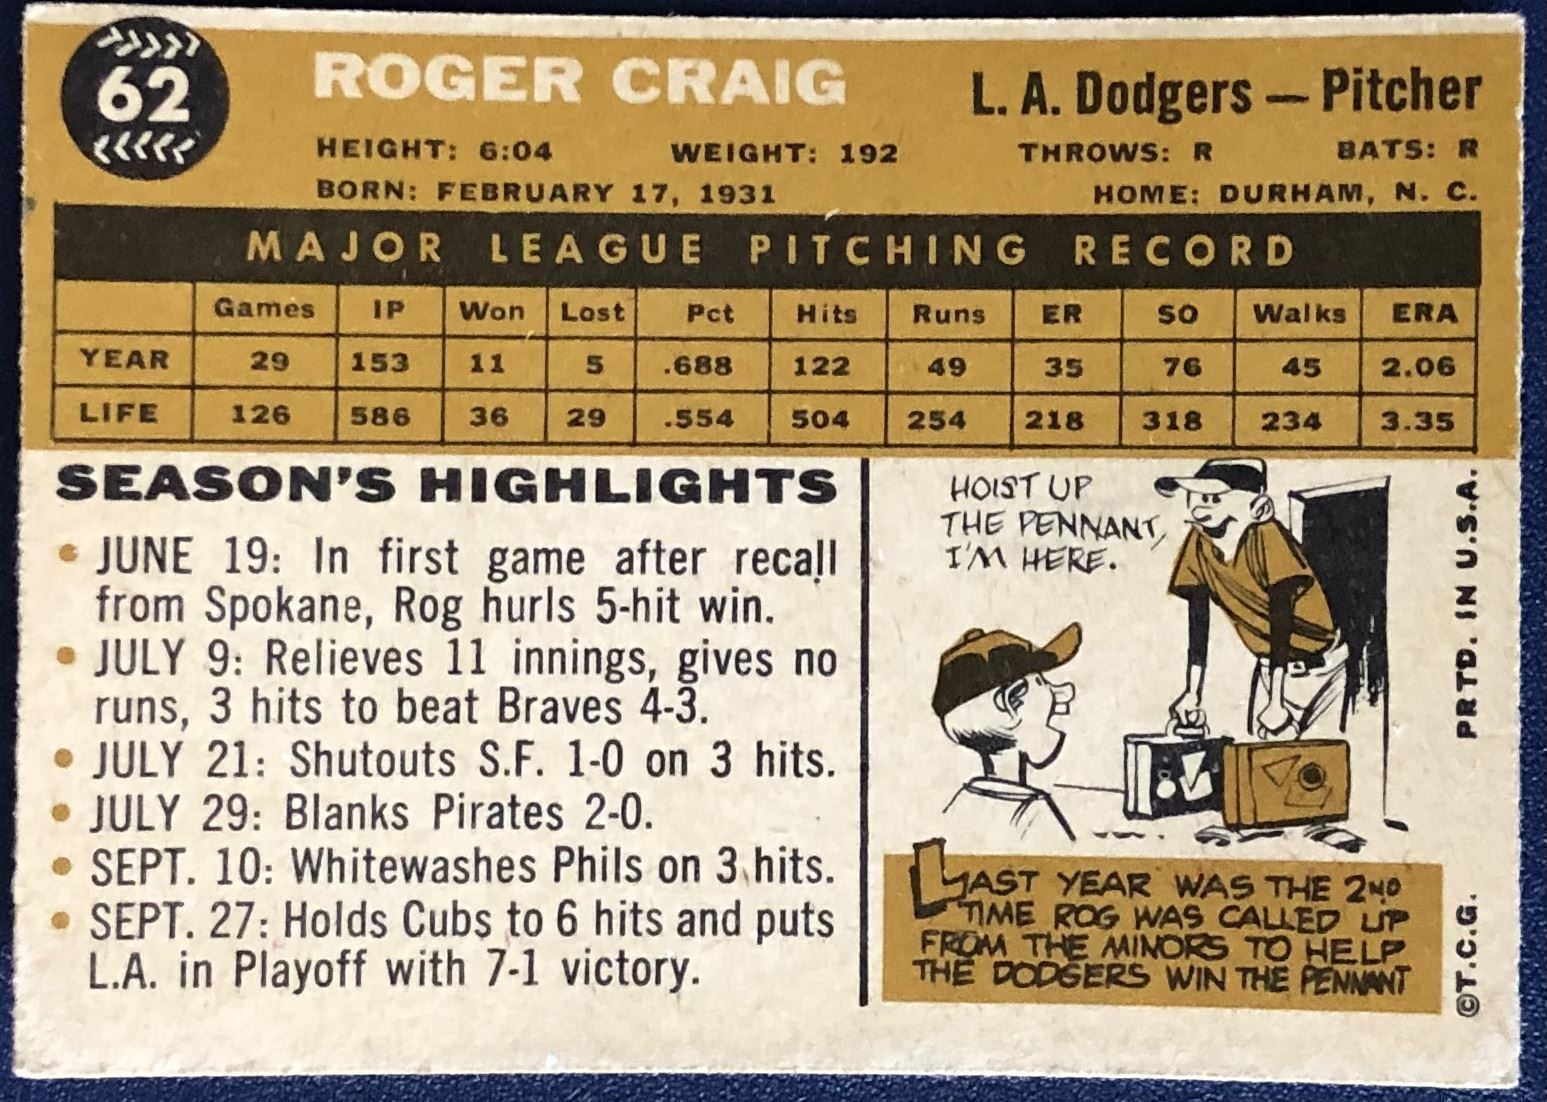 62
ROGER CRAIG
L. A. Dodgers — Pitcher
HEIGHT: 6:04 WEIGHT: 192 THROWS: R BATS: R
BORN: FEBRUARY 17, 1931 HOME: DURHAM, N. C.
MAJOR LEAGUE PITCHING RECORD
Games IP Won Lost Pct Hits Runs ER SO Walks ERA
YEAR 29 153 11 5 .688 122 49 35 76 45 2.06
LIFE 126 586 36 29 .554 504 254 218 318 234 3.35
SEASON'S HIGHLIGHTS
• JUNE 19: In first game after recall
from Spokane, Rog hurls 5-hit win.
• JULY 9: Relieves 11 innings, gives no
runs, 3 hits to beat Braves 4-3.
• JULY 21: Shutouts S.F. 1-0 on 3 hits.
• JULY 29: Blanks Pirates 2-0.
• SEPT. 10: Whitewashes Phils on 3 hits.
• SEPT. 27: Holds Cubs to 6 hits and puts
L.A. in Playoff with 7-1 victory.
HOIST UP
THE PENNANT,
I'M HERE.
LAST YEAR WAS THE 2ND
TIME ROG WAS CALLED UP
FROM THE MINORS TO HELP
THE DODGERS WIN THE PENNANT
©T.C.G. PRTD. IN U.S.A.